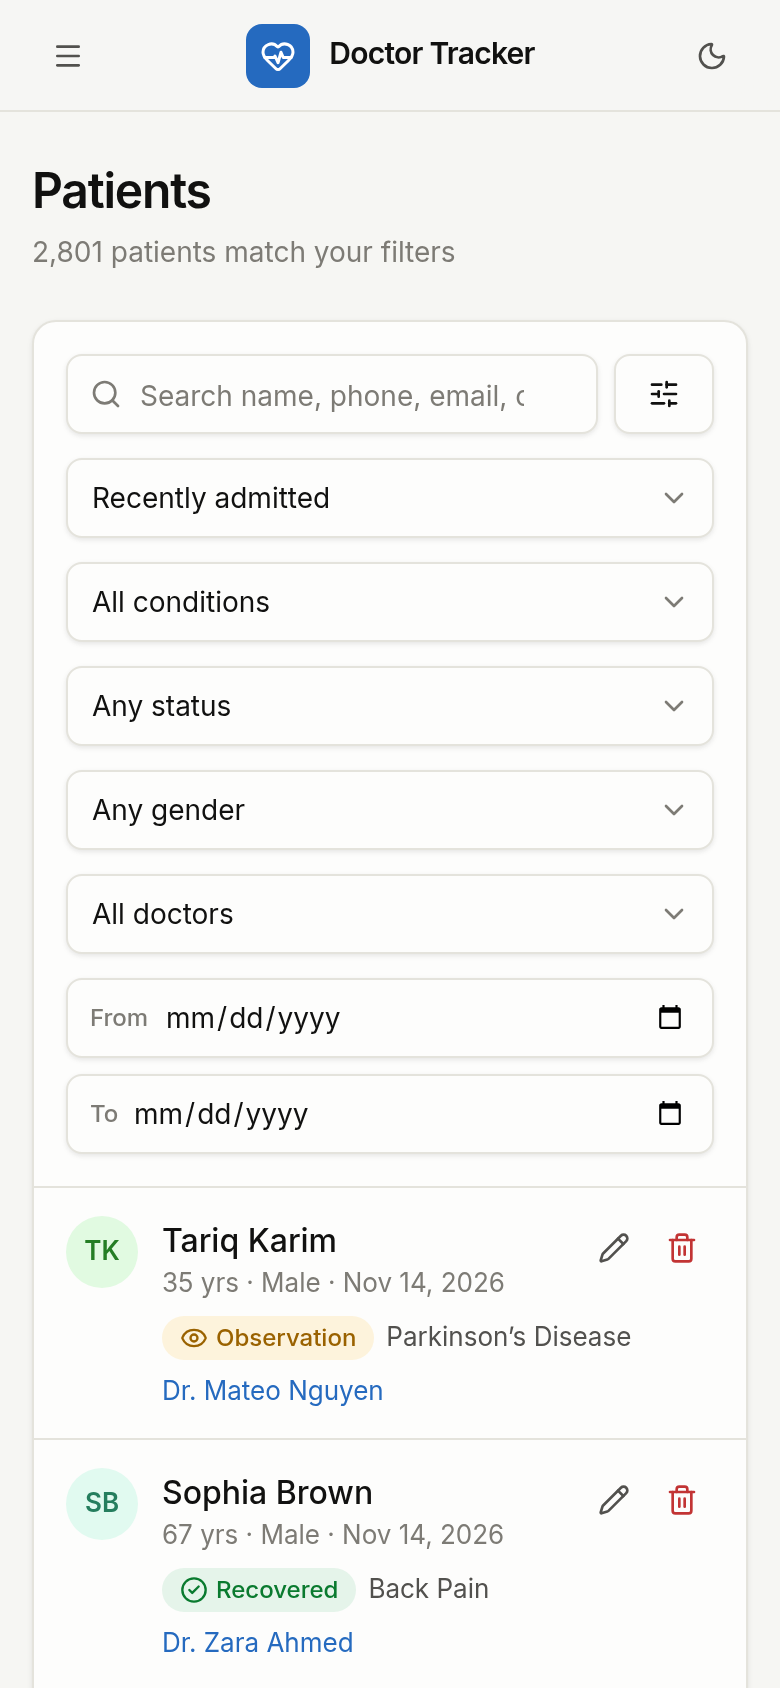 Doctor Tracker
Patients
2,801 patients match your filters
Search name, phone, email, c
Recently admitted
All conditions
Any status
Any gender
All doctors
From mm/dd/yyyy
To mm/dd/yyyy
TK Tariq Karim
35 yrs · Male · Nov 14, 2026
Observation Parkinson’s Disease
Dr. Mateo Nguyen
SB Sophia Brown
67 yrs · Male · Nov 14, 2026
Recovered Back Pain
Dr. Zara Ahmed